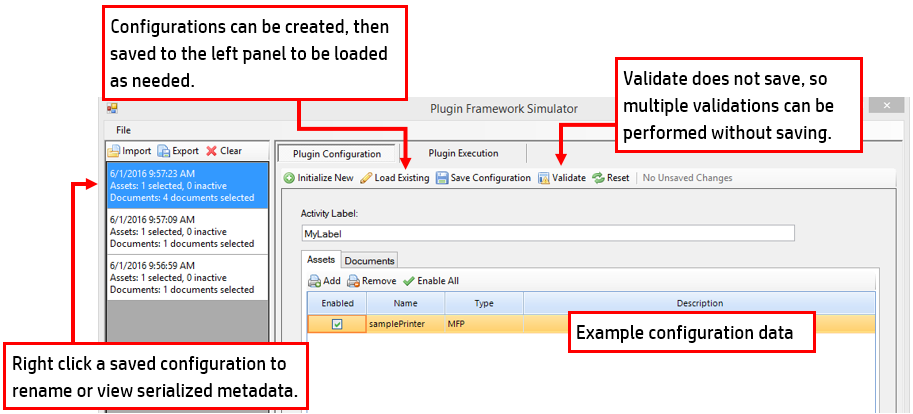 Configurations can be created, then
saved to the left panel to be loaded
as needed.
Validate does not save, so
multiple validations can be
performed without saving.
Plugin Framework Simulator
File
Import Export Clear
6/1/2016 9:57:23 AM
Assets: 1 selected, 0 inactive
Documents: 4 documents selected
6/1/2016 9:57:09 AM
Assets: 1 selected, 0 inactive
Documents: 1 documents selected
6/1/2016 9:56:59 AM
Assets: 1 selected, 0 inactive
Documents: 1 documents selected
Plugin Configuration Plugin Execution
Initialize New Load Existing Save Configuration Validate Reset No Unsaved Changes
Activity Label:
MyLabel
Assets Documents
Add Remove Enable All
Enabled Name Type Description
samplePrinter MFP
Example configuration data
Right click a saved configuration to
rename or view serialized metadata.